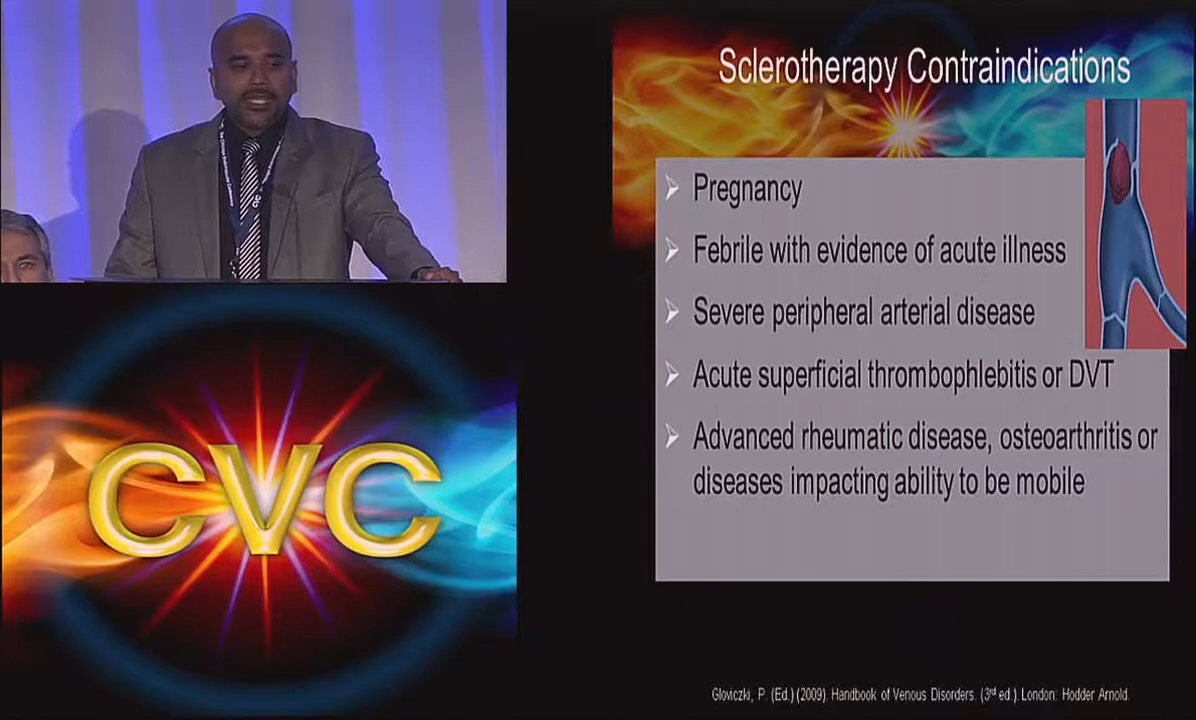 Sclerotherapy Contraindications
Pregnancy
Febrile with evidence of acute illness
Severe peripheral arterial disease
Acute superficial thrombophlebitis or DVT
Advanced rheumatic disease, osteoarthritis or
diseases impacting ability to be mobile
CVC
Gloviczki, P. (Ed.) (2009). Handbook of Venous Disorders. (3rd ed.). London: Hodder Arnold.